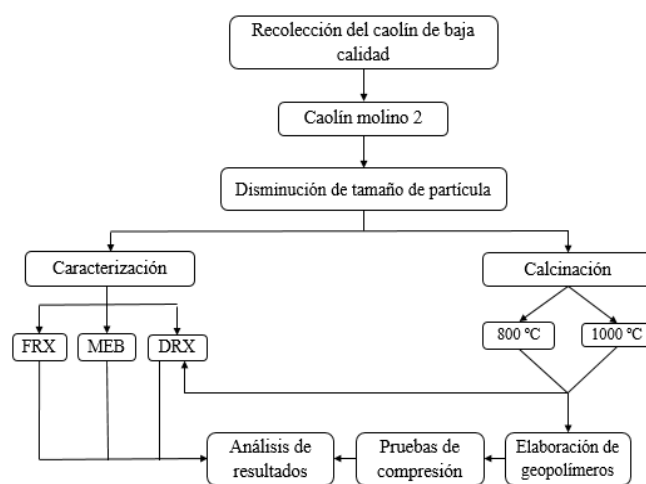 Recolección del caolín de baja
calidad
Caolín molino 2
Disminución de tamaño de partícula
Caracterización
Calcinación
FRX
MEB
DRX
800 °C
1000 °C
Análisis de
resultados
Pruebas de
compresión
Elaboración de
geopolímeros